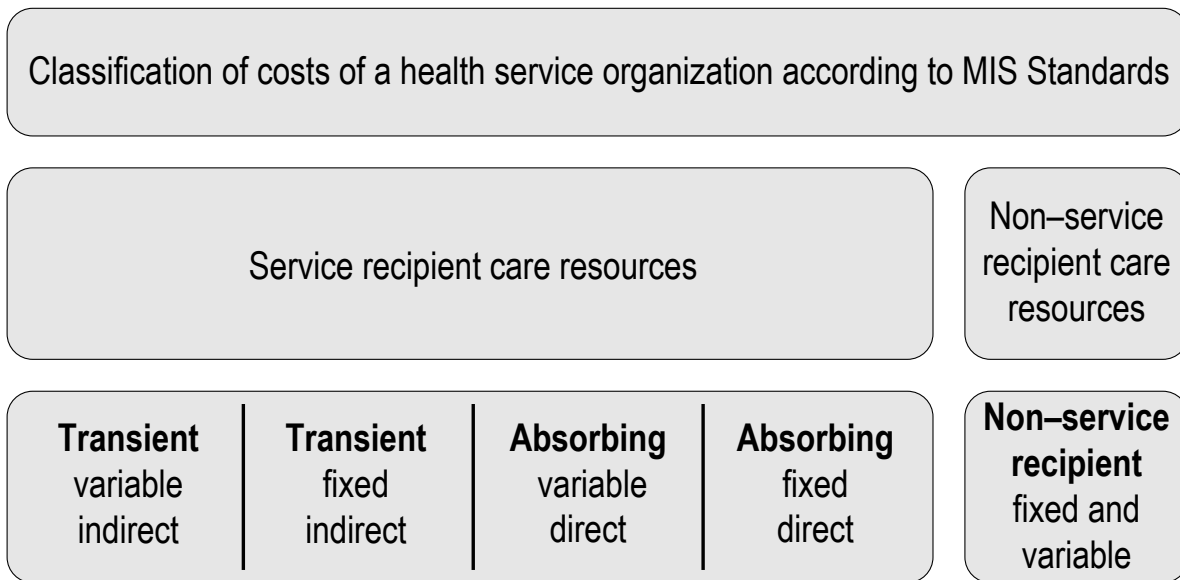 Classification of costs of a health service organization according to MIS Standards
Service recipient care resources
Non–service
recipient care
resources
Transient
variable
indirect
Transient
fixed
indirect
Absorbing
variable
direct
Absorbing
fixed
direct
Non–service
recipient
fixed and
variable